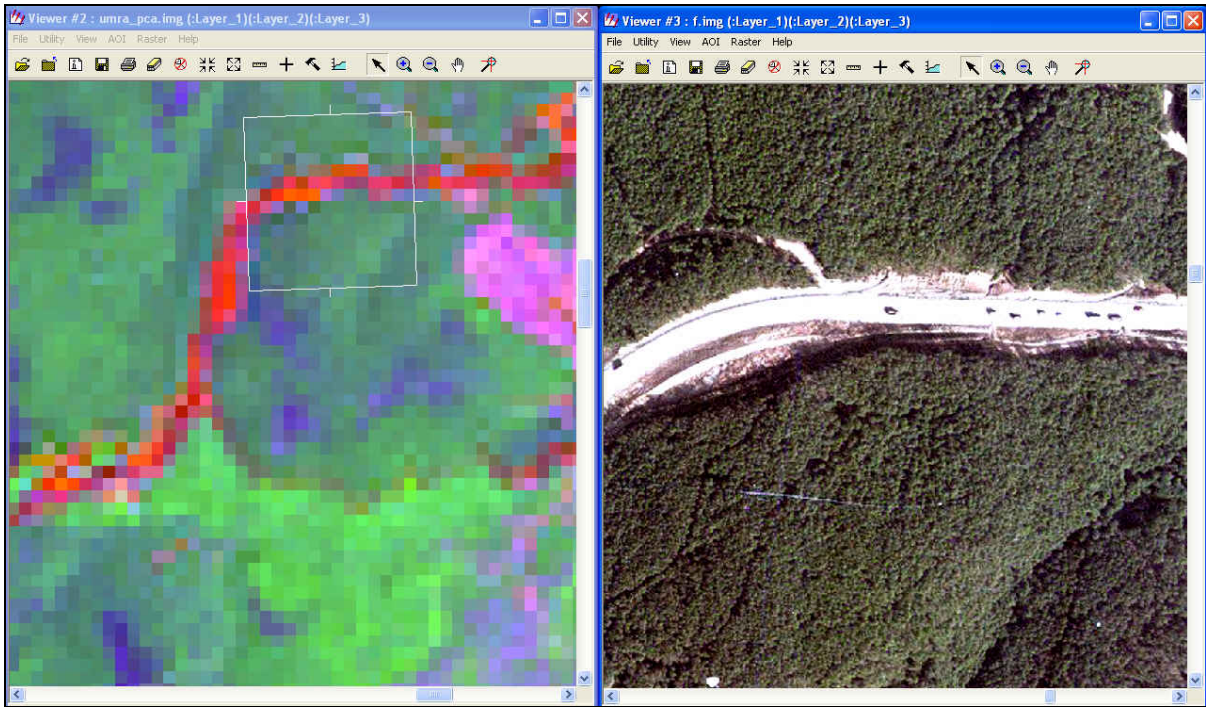 Viewer #2 : umra_pca.img (:Layer_1)(:Layer_2)(:Layer_3)
File Utility View AOI Raster Help
Viewer #3 : f.img (:Layer_1)(:Layer_2)(:Layer_3)
File Utility View AOI Raster Help